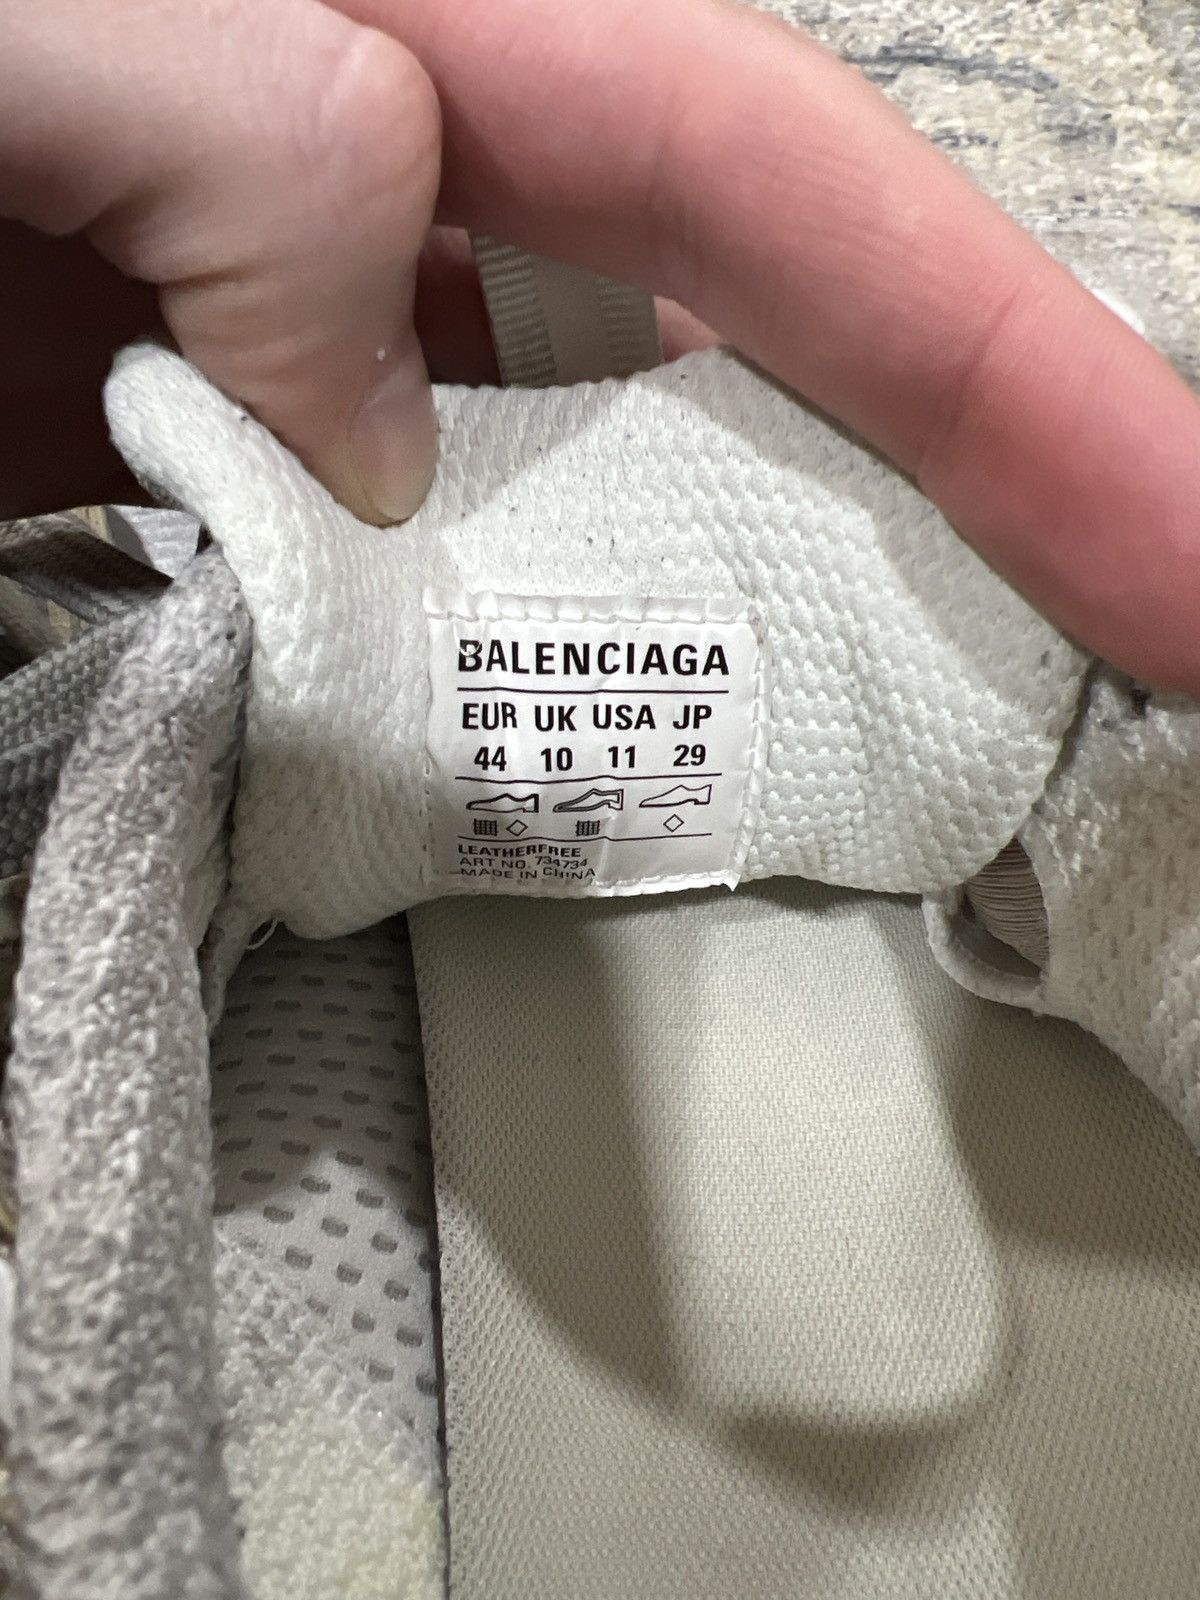 BALENCIAGA
EUR UK USA JP
44 10 11 29
LEATHERFREE
ART NO. 734734
MADE IN CHINA